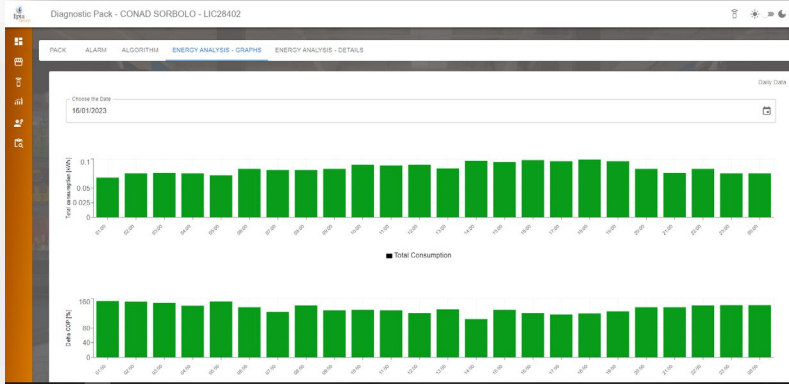 Epta
Diagnostic Pack - CONAD SORBOLO - LIC28402
PACK ALARM ALGORITHM ENERGY ANALYSIS - GRAPHS ENERGY ANALYSIS - DETAILS
Daily Data
Choose the Date
16/01/2023
Total consumption [kWh]
0.1
0.05
0.025
0
01:00 02:00 03:00 04:00 05:00 06:00 07:00 08:00 09:00 10:00 11:00 12:00 13:00 14:00 15:00 16:00 17:00 18:00 19:00 20:00 21:00 22:00 23:00 00:00
Total Consumption
Delta COP [%]
160
80
40
0
01:00 02:00 03:00 04:00 05:00 06:00 07:00 08:00 09:00 10:00 11:00 12:00 13:00 14:00 15:00 16:00 17:00 18:00 19:00 20:00 21:00 22:00 23:00 00:00